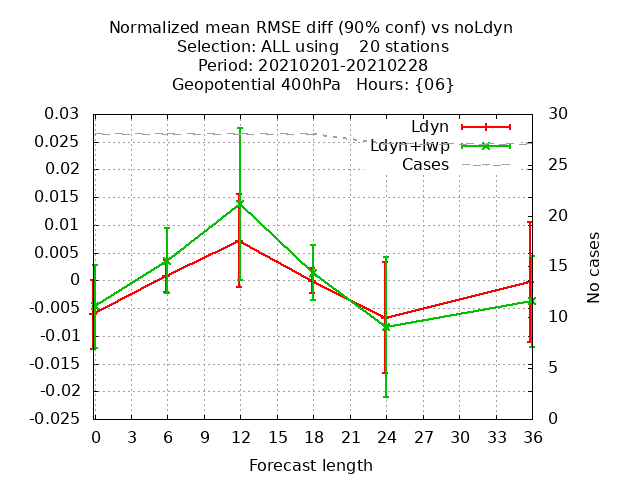 Normalized mean RMSE diff (90% conf) vs noLdyn
Selection: ALL using    20 stations
Period: 20210201-20210228
Geopotential 400hPa   Hours: {06}
0.03
0.025
0.02
0.015
0.01
0.005
0
-0.005
-0.01
-0.015
-0.02
-0.025
Ldyn
Ldyn+lwp
Cases
30
25
20
15
10
5
0
No cases
0 3 6 9 12 15 18 21 24 27 30 33 36
Forecast length